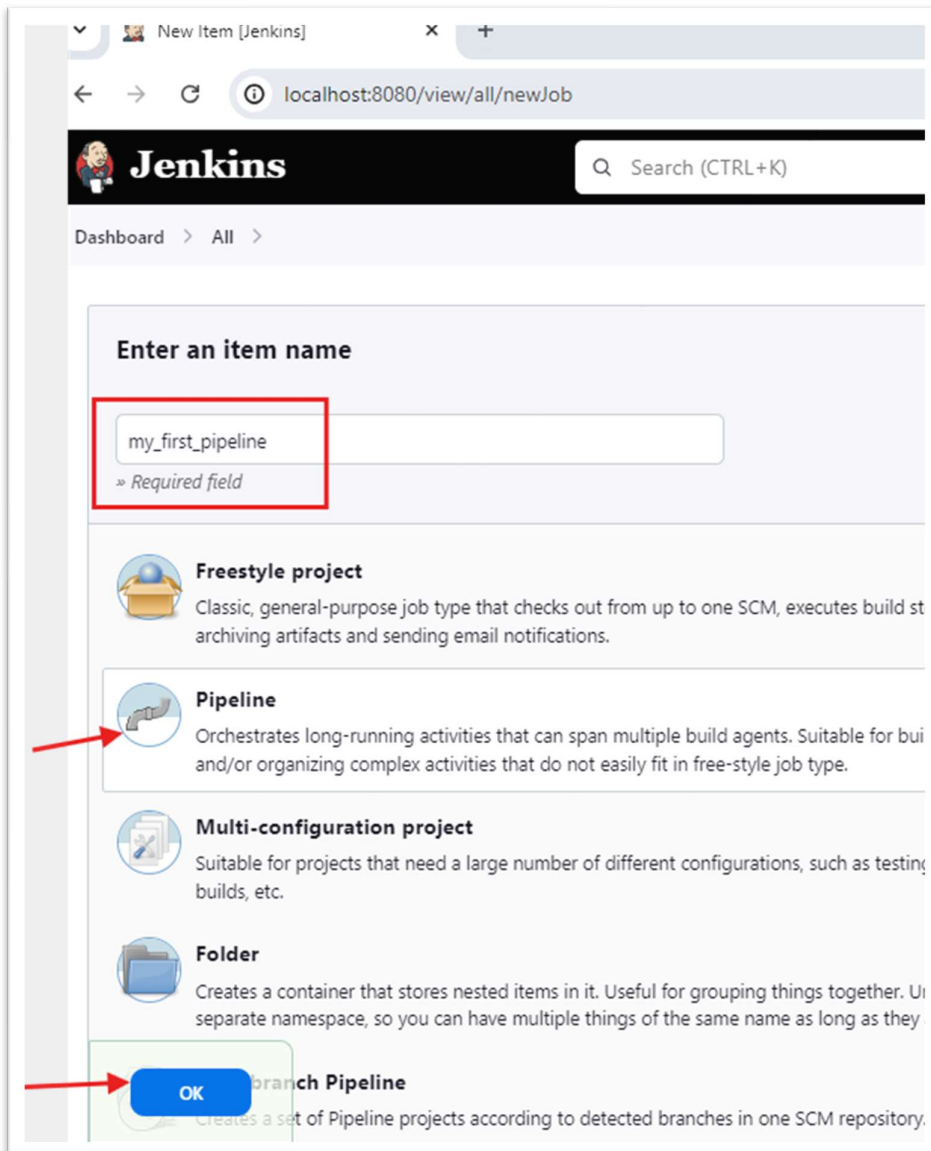 New Item [Jenkins]
localhost:8080/view/all/newJob
Jenkins
Search (CTRL+K)
Dashboard > All >
Enter an item name
my_first_pipeline
» Required field
Freestyle project
Classic, general-purpose job type that checks out from up to one SCM, executes build st
archiving artifacts and sending email notifications.
Pipeline
Orchestrates long-running activities that can span multiple build agents. Suitable for bui
and/or organizing complex activities that do not easily fit in free-style job type.
Multi-configuration project
Suitable for projects that need a large number of different configurations, such as testing
builds, etc.
Folder
Creates a container that stores nested items in it. Useful for grouping things together. Un
separate namespace, so you can have multiple things of the same name as long as they
branch Pipeline
OK
Creates a set of Pipeline projects according to detected branches in one SCM repository.